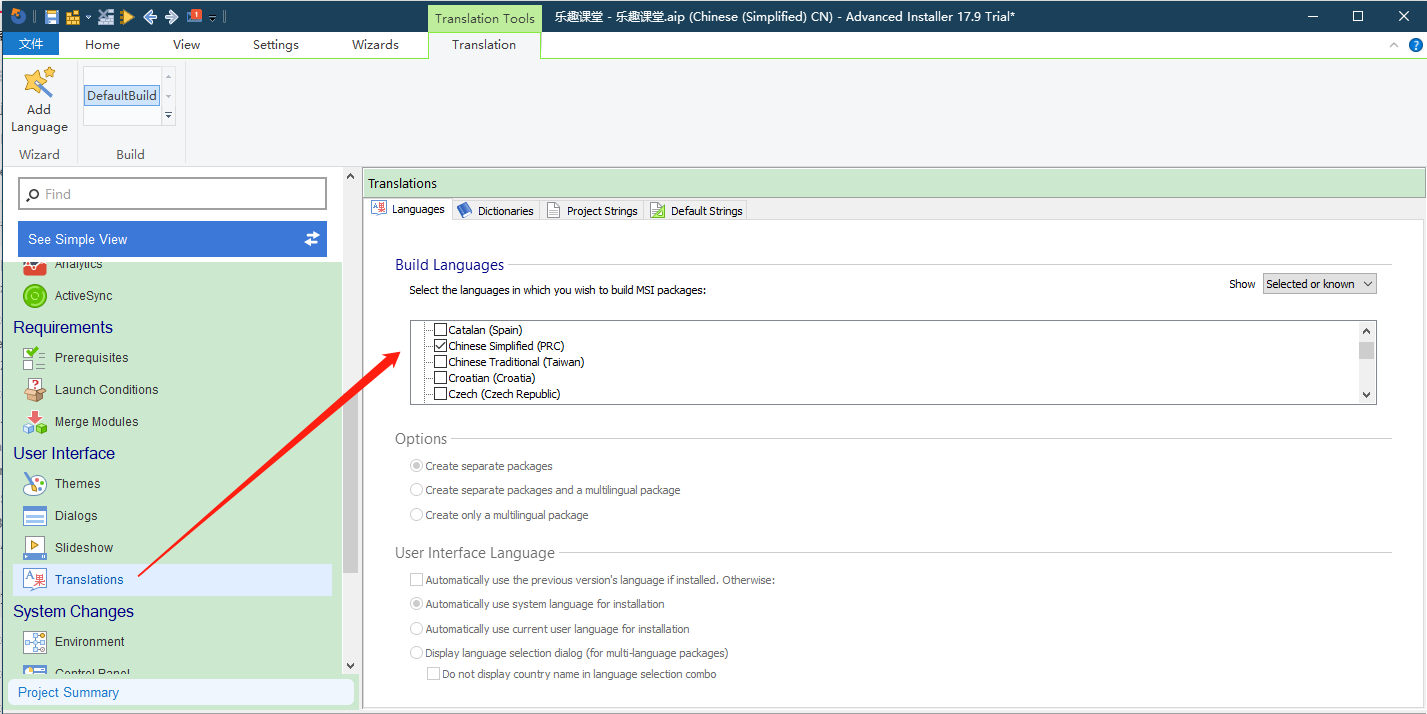 Translation Tools
乐趣课堂 - 乐趣课堂.aip (Chinese (Simplified) CN) - Advanced Installer 17.9 Trial*
文件
Home
View
Settings
Wizards
Translation
Add
Language
DefaultBuild
Wizard
Build
Find
See Simple View
Analytics
ActiveSync
Requirements
Prerequisites
Launch Conditions
Merge Modules
User Interface
Themes
Dialogs
Slideshow
Translations
System Changes
Environment
Control Panel
Project Summary
Translations
Languages
Dictionaries
Project Strings
Default Strings
Build Languages
Select the languages in which you wish to build MSI packages:
Show
Selected or known
Catalan (Spain)
Chinese Simplified (PRC)
Chinese Traditional (Taiwan)
Croatian (Croatia)
Czech (Czech Republic)
Options
Create separate packages
Create separate packages and a multilingual package
Create only a multilingual package
User Interface Language
Automatically use the previous version's language if installed. Otherwise:
Automatically use system language for installation
Automatically use current user language for installation
Display language selection dialog (for multi-language packages)
Do not display country name in language selection combo